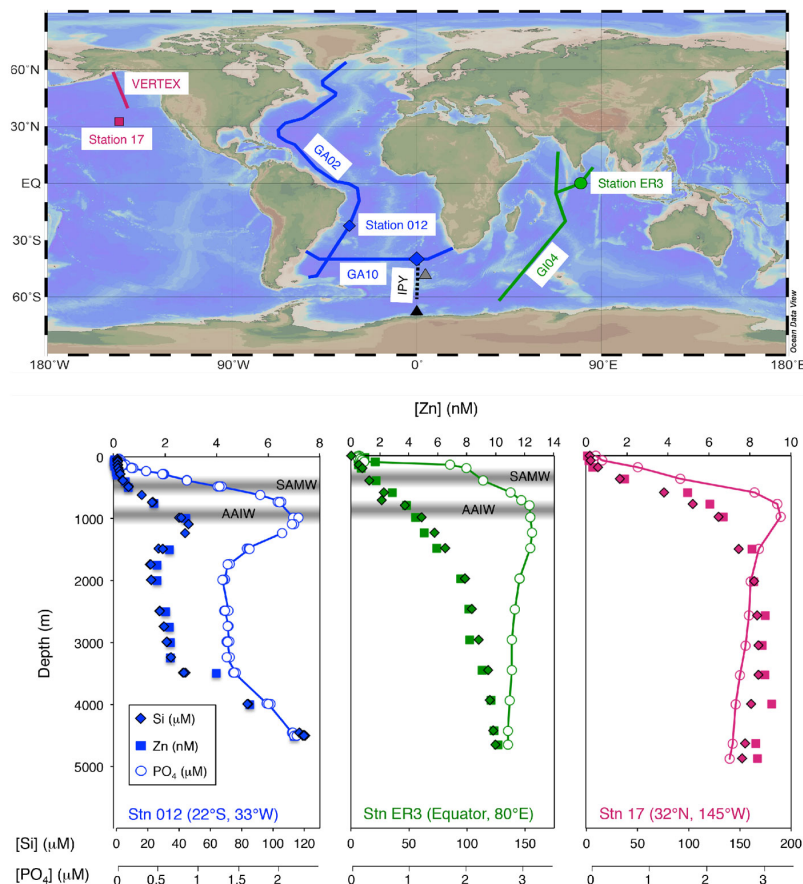 60°N
30°N
EQ
30°S
60°S
180°W
90°W
0°
90°E
180°E
VERTEX
Station 17
GA02
Station 012
GA10
IPY
Station ER3
GI04
Ocean Data View
[Zn] (nM)
0 2 4 6 8
0 2 4 6 8 10 12 14
0 2 4 6 8 10
Depth (m)
0
1000
2000
3000
4000
5000
SAMW
AAIW
SAMW
AAIW
Si (μM)
Zn (nM)
PO₄ (μM)
Stn 012 (22°S, 33°W)
Stn ER3 (Equator, 80°E)
Stn 17 (32°N, 145°W)
[Si] (μM)
0 20 40 60 80 100 120
0 50 100 150
0 50 100 150 200
[PO₄] (μM)
0 0.5 1 1.5 2
0 1 2 3
0 1 2 3